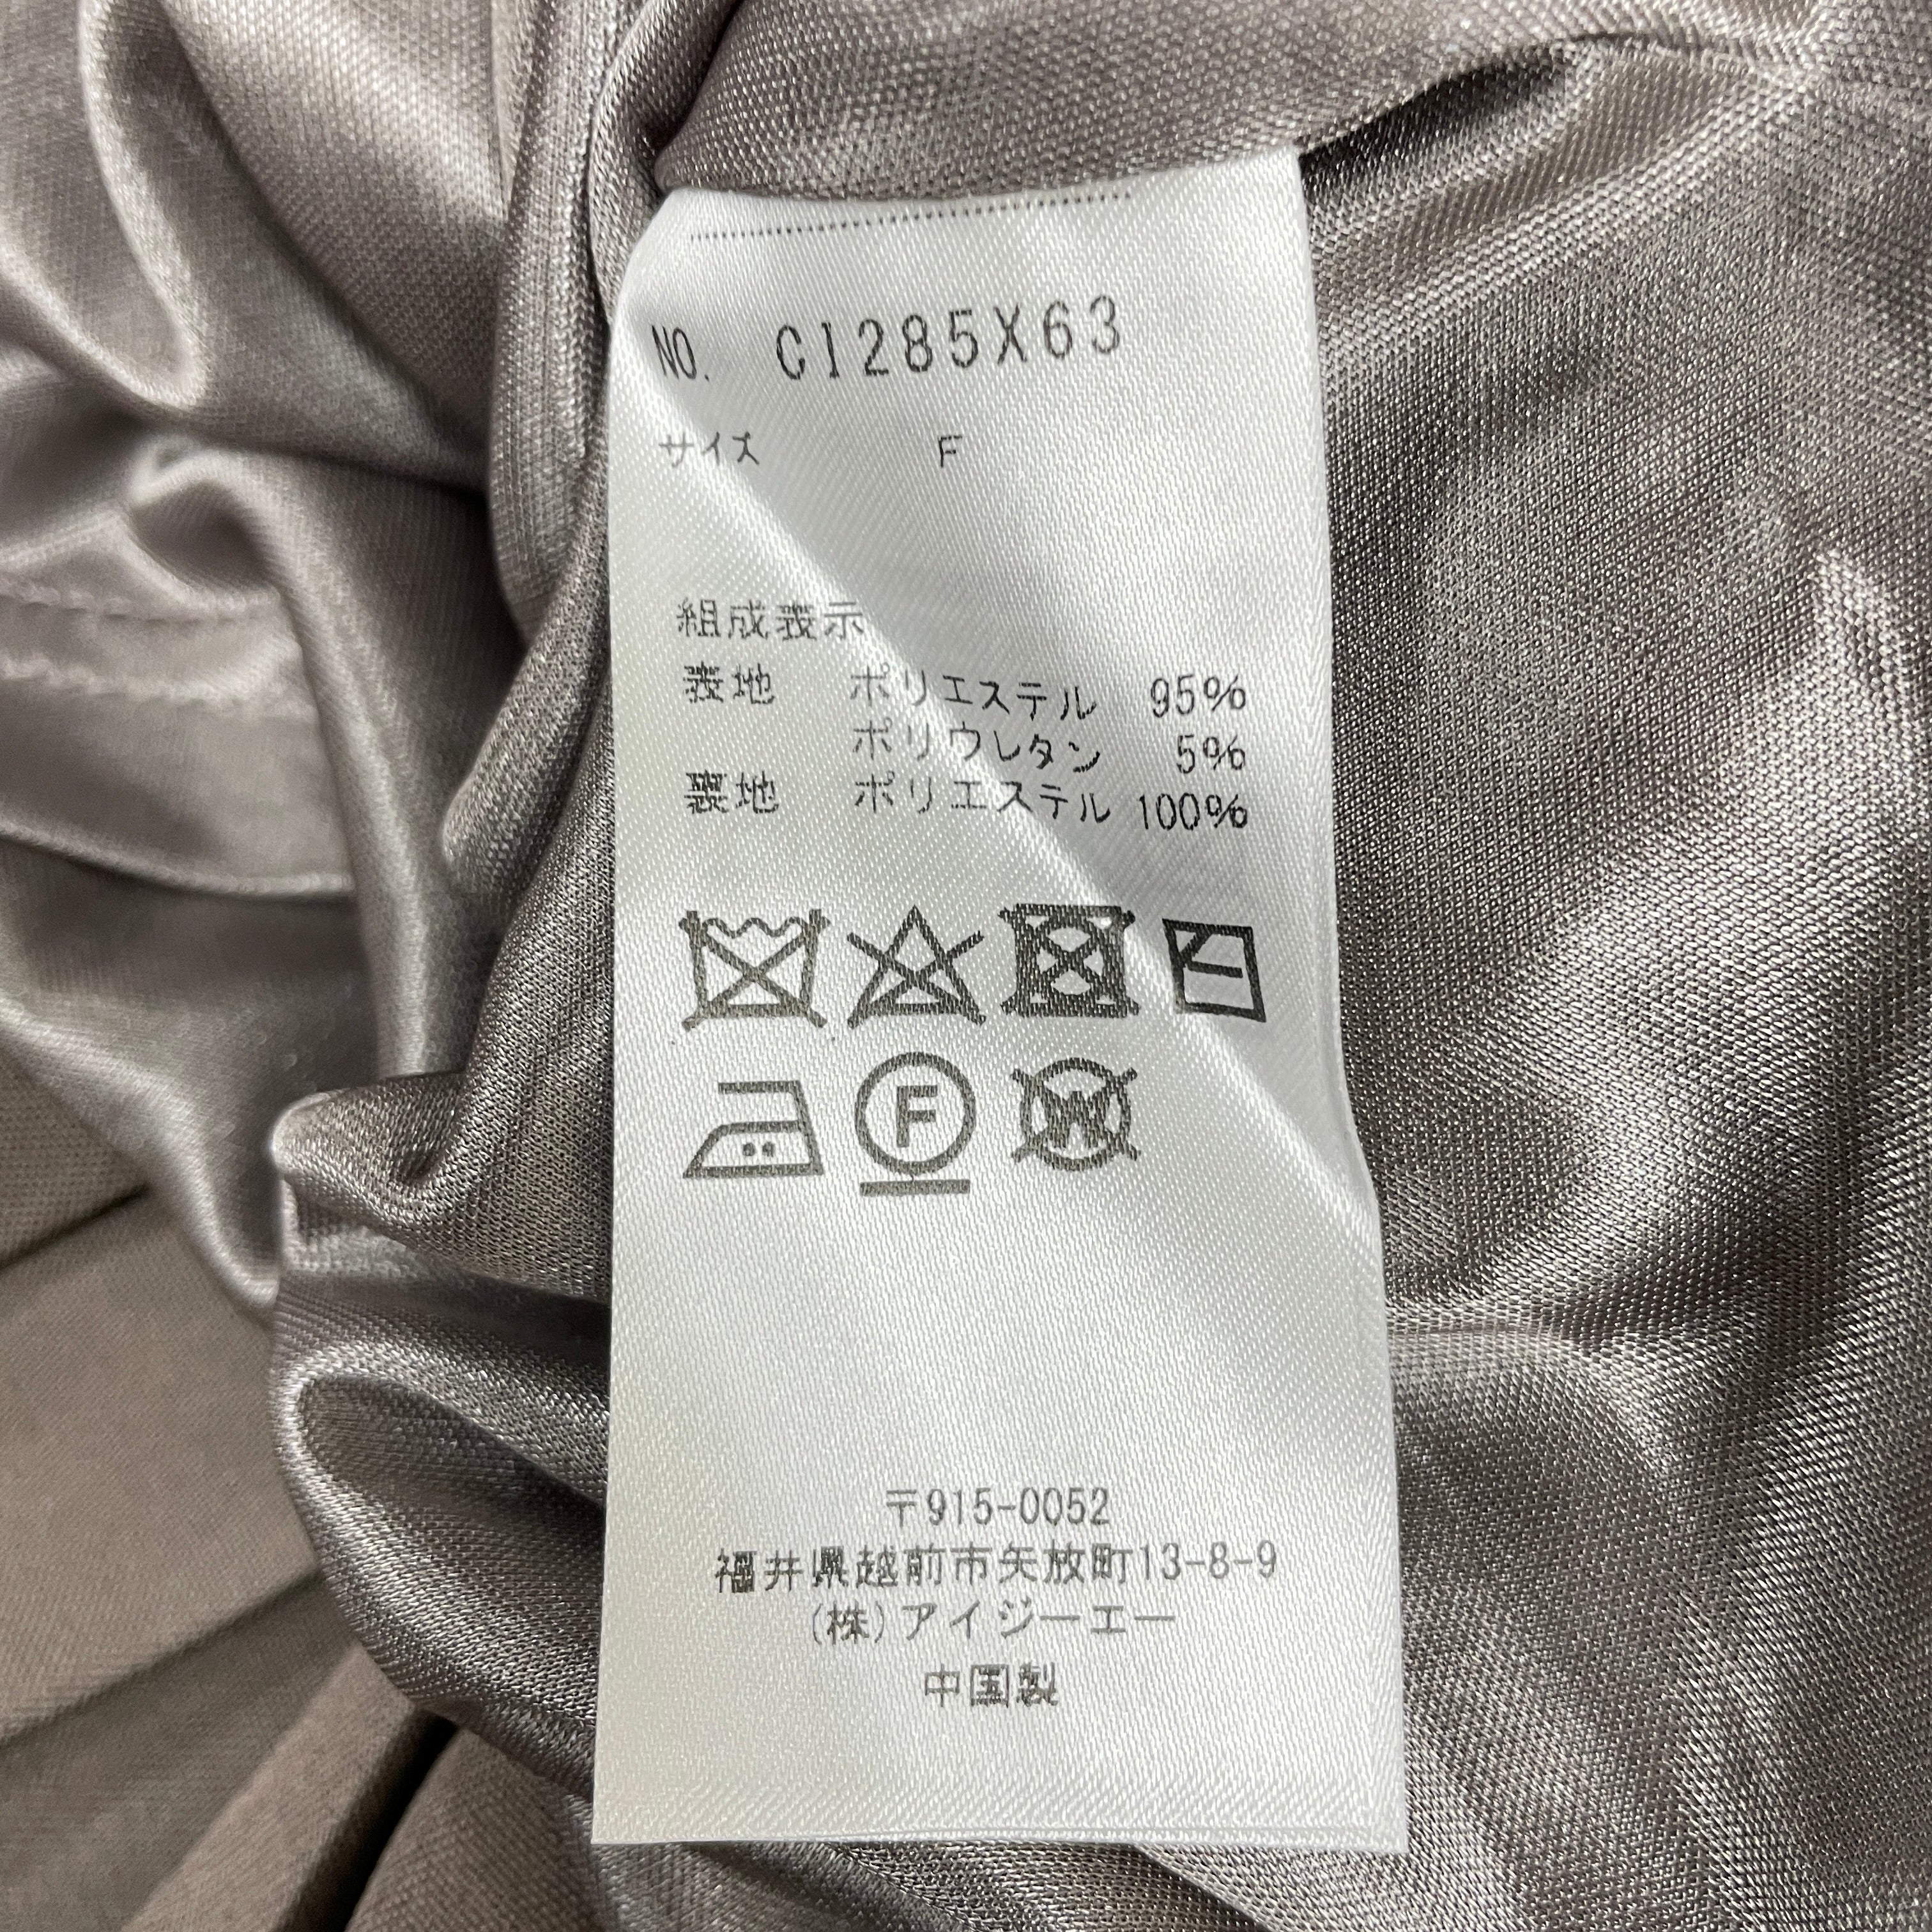 NO. C1285X63
サイズ F
組成表示
表地 ポリエステル 95%
ポリウレタン 5%
裏地 ポリエステル 100%
F
W
〒915-0052
福井県越前市矢放町13-8-9
(株)アイジーエー
中国製